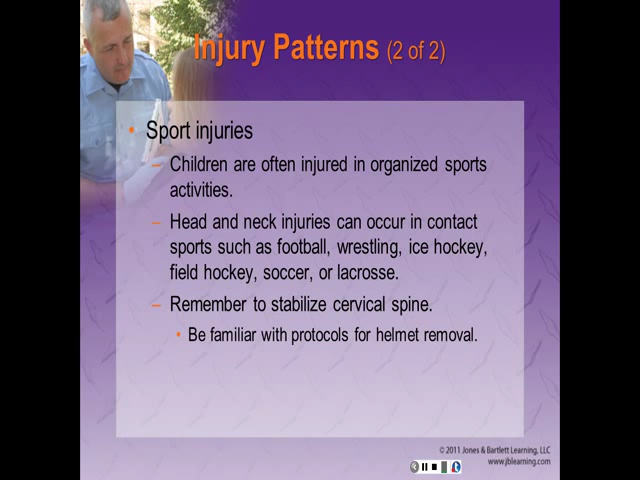 Injury Patterns (2 of 2)
• Sport injuries
– Children are often injured in organized sports
activities.
– Head and neck injuries can occur in contact
sports such as football, wrestling, ice hockey,
field hockey, soccer, or lacrosse.
– Remember to stabilize cervical spine.
• Be familiar with protocols for helmet removal.
© 2011 Jones & Bartlett Learning, LLC
www.jblearning.com